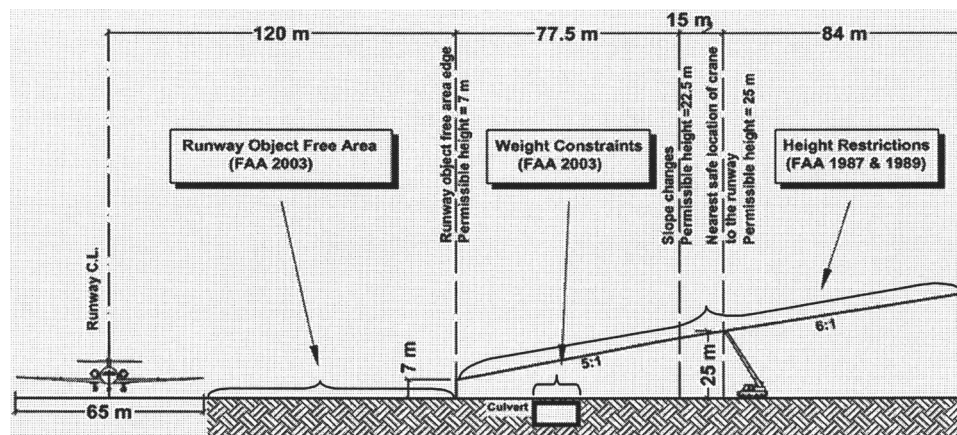 15 m
120 m
77.5 m
84 m
Runway C.L.
Runway object free area edge
Permissible height = 7 m
Slope changes
Permissible height =22.5 m
Nearest safe location of crane
to the runway
Permissible height = 25 m
Runway Object Free Area
(FAA 2003)
Weight Constraints
(FAA 2003)
Height Restrictions
(FAA 1987 & 1989)
5:1
6:1
7 m
25 m
65 m
Culvert